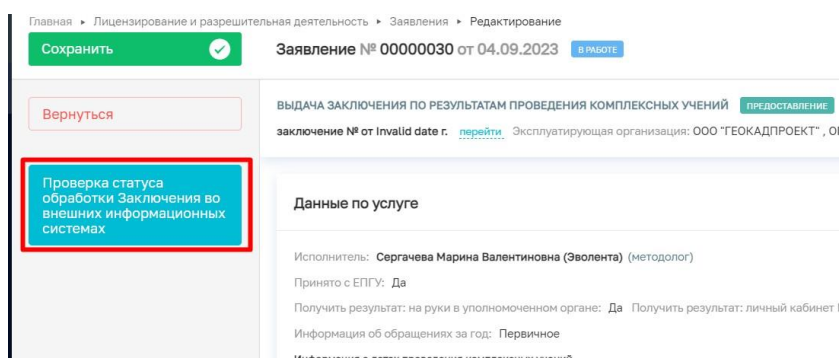 Главная ▸ Лицензирование и разрешительная деятельность ▸ Заявления ▸ Редактирование
Сохранить
Заявление № 00000030 от 04.09.2023 В РАБОТЕ
Вернуться
ВЫДАЧА ЗАКЛЮЧЕНИЯ ПО РЕЗУЛЬТАТАМ ПРОВЕДЕНИЯ КОМПЛЕКСНЫХ УЧЕНИЙ ПРЕДОСТАВЛЕНИЕ
заключение № от Invalid date г. перейти Эксплуатирующая организация: ООО "ГЕОКАДПРОЕКТ" ,
Проверка статуса
обработки Заключения во
внешних информационных
системах
Данные по услуге
Исполнитель: Сергачева Марина Валентиновна (Эволента) (методолог)
Принято с ЕПГУ: Да
Получить результат: на руки в уполномоченном органе: Да Получить результат: личный кабинет
Информация об обращениях за год: Первичное